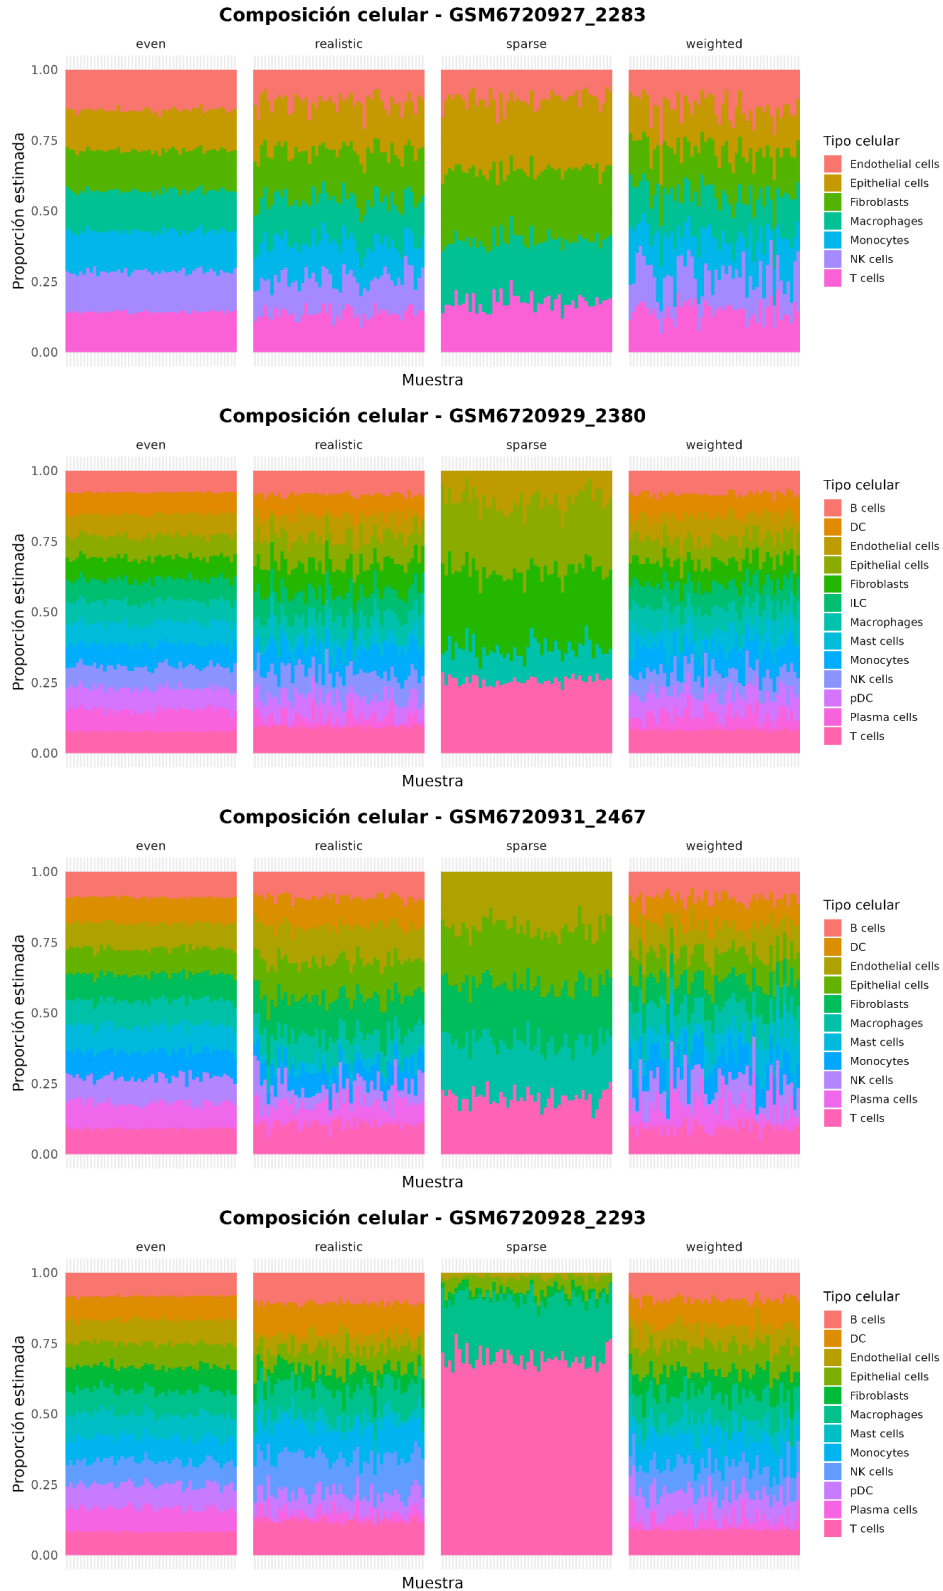 Composición celular - GSM6720927_2283
even realistic sparse weighted
1.00
0.75
0.50
0.25
0.00
Proporción estimada
Muestra
Tipo celular
Endothelial cells
Epithelial cells
Fibroblasts
Macrophages
Monocytes
NK cells
T cells
Composición celular - GSM6720929_2380
even realistic sparse weighted
1.00
0.75
0.50
0.25
0.00
Proporción estimada
Muestra
Tipo celular
B cells
DC
Endothelial cells
Epithelial cells
Fibroblasts
ILC
Macrophages
Mast cells
Monocytes
NK cells
pDC
Plasma cells
T cells
Composición celular - GSM6720931_2467
even realistic sparse weighted
1.00
0.75
0.50
0.25
0.00
Proporción estimada
Muestra
Tipo celular
B cells
DC
Endothelial cells
Epithelial cells
Fibroblasts
Macrophages
Mast cells
Monocytes
NK cells
Plasma cells
T cells
Composición celular - GSM6720928_2293
even realistic sparse weighted
1.00
0.75
0.50
0.25
0.00
Proporción estimada
Muestra
Tipo celular
B cells
DC
Endothelial cells
Epithelial cells
Fibroblasts
Macrophages
Mast cells
Monocytes
NK cells
pDC
Plasma cells
T cells